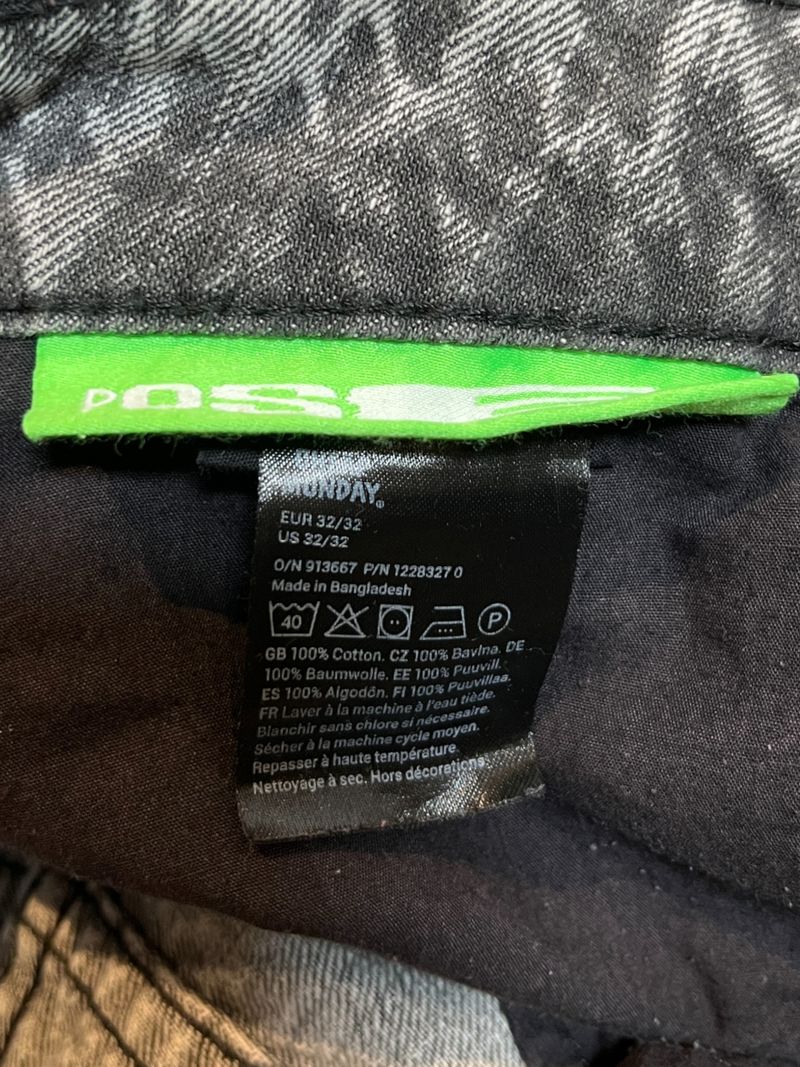 MONDAY
EUR 32/32
US 32/32
O/N 913667 P/N 1228327 0
Made in Bangladesh
40 P
GB 100% Cotton. CZ 100% Bavlna. DE
100% Baumwolle. EE 100% Puuvill.
ES 100% Algodón. FI 100% Puuvillaa.
FR Laver à la machine à l'eau tiède.
Blanchir sans chlore si nécessaire.
Sécher à la machine cycle moyen.
Repasser à haute température.
Nettoyage à sec. Hors décorations.